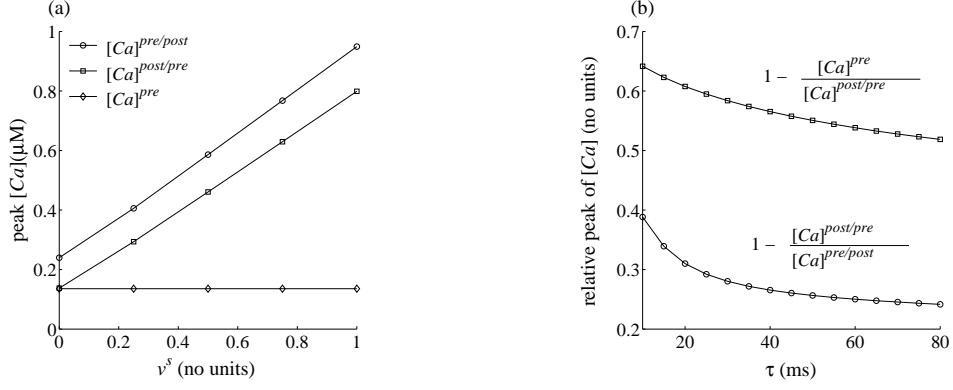 (a)
1
0.8
0.6
0.4
0.2
0
peak [Ca](μM)
[Ca]^{pre/post}
[Ca]^{post/pre}
[Ca]^{pre}
0 0.2 0.4 0.6 0.8 1
v^s (no units)
(b)
0.7
0.6
0.5
0.4
0.3
0.2
relative peak of [Ca] (no units)
1 − [Ca]^{pre}
[Ca]^{post/pre}
1 − [Ca]^{post/pre}
[Ca]^{pre/post}
20 40 60 80
τ (ms)